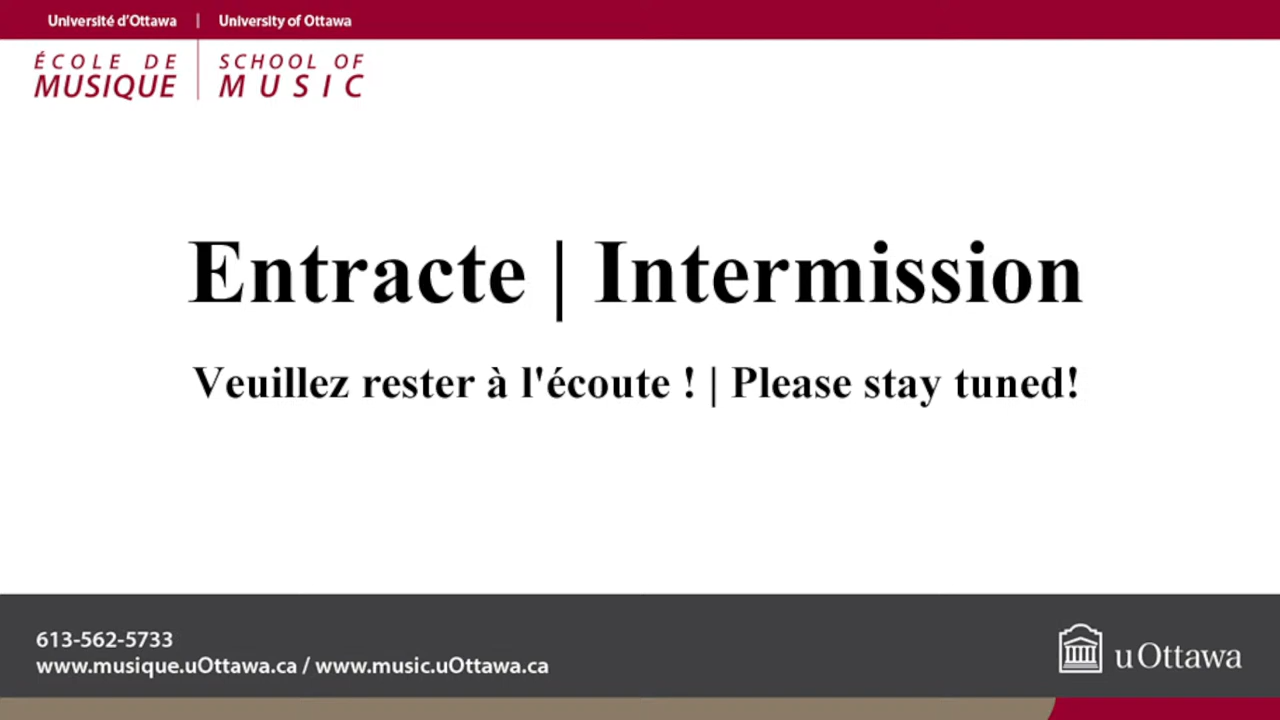 Université d'Ottawa | University of Ottawa
ÉCOLE DE
MUSIQUE
SCHOOL OF
MUSIC
Entracte | Intermission
Veuillez rester à l'écoute ! | Please stay tuned!
613-562-5733
www.musique.uOttawa.ca / www.music.uOttawa.ca
uOttawa